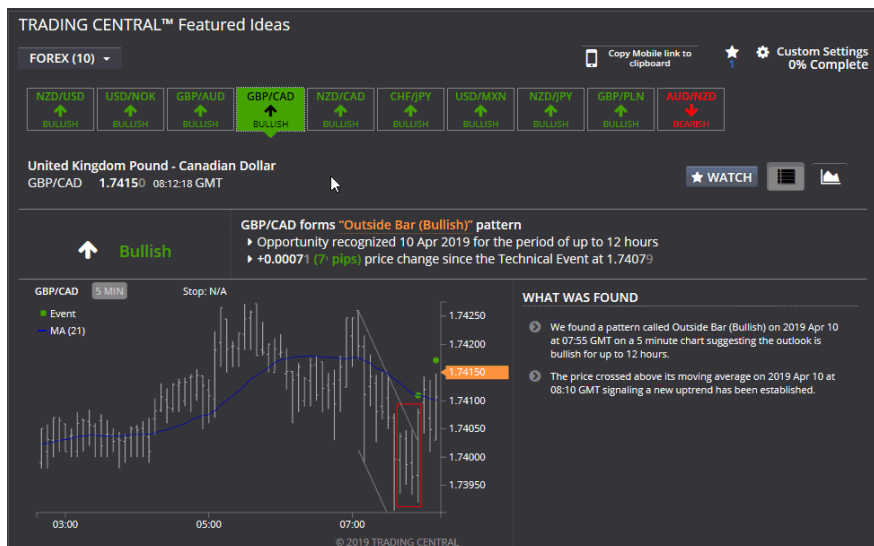 TRADING CENTRAL™ Featured Ideas
FOREX (10)
Copy Mobile link to
clipboard
1
Custom Settings
0% Complete
NZD/USD USD/NOK GBP/AUD GBP/CAD NZD/CAD CHF/JPY USD/MXN NZD/JPY GBP/PLN AUD/NZD
BULLISH BULLISH BULLISH BULLISH BULLISH BULLISH BULLISH BULLISH BULLISH BEARISH
United Kingdom Pound - Canadian Dollar
GBP/CAD 1.74150 08:12:18 GMT
WATCH
Bullish
GBP/CAD forms "Outside Bar (Bullish)" pattern
Opportunity recognized 10 Apr 2019 for the period of up to 12 hours
+0.00071 (7¹ pips) price change since the Technical Event at 1.74079
GBP/CAD 5 MIN Stop: N/A
Event
MA (21)
1.74250
1.74200
1.74150
1.74100
1.74050
1.74000
1.73950
03:00 05:00 07:00
© 2019 TRADING CENTRAL
WHAT WAS FOUND
We found a pattern called Outside Bar (Bullish) on 2019 Apr 10
at 07:55 GMT on a 5 minute chart suggesting the outlook is
bullish for up to 12 hours.
The price crossed above its moving average on 2019 Apr 10 at
08:10 GMT signaling a new uptrend has been established.